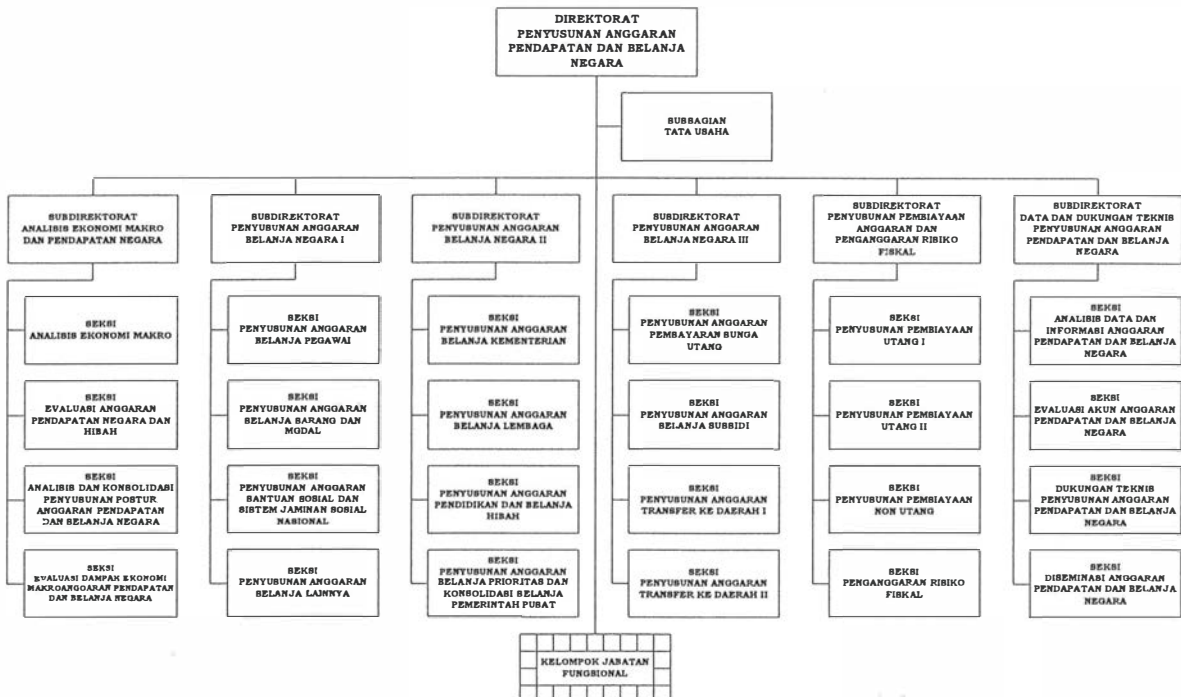 DIREKTORAT
PENYUSUNAN ANGGARAN
PENDAPATAN DAN BELANJA
NEGARA
SUBBAGIAN
TATA USAHA
SUBDIREKTORAT
ANALISIS EKONOMI MAKRO
DAN PENDAPATAN NEGARA
SEKSI
ANALISIS EKONOMI MAKRO
SEKSI
EVALUASI ANGGARAN
PENDAPATAN NEGARA DAN
HIBAH
SEKSI
ANALISIS DAN KONSOLIDASI
PENYUSUNAN POSTUR
ANGGARAN PENDAPATAN
DAN BELANJA NEGARA
SEKSI
EVALUASI DAMPAK EKONOMI
MAKROANGGARAN PENDAPATAN
DAN BELANJA NEGARA
SUBDIREKTORAT
PENYUSUNAN ANGGARAN
BELANJA NEGARA I
SEKSI
PENYUSUNAN ANGGARAN
BELANJA PEGAWAI
SEKSI
PENYUSUNAN ANGGARAN
BELANJA BARANG DAN
MODAL
SEKSI
PENYUSUNAN ANGGARAN
BANTUAN SOSIAL DAN
SISTEM JAMINAN SOSIAL
NASIONAL
SEKSI
PENYUSUNAN ANGGARAN
BELANJA LAINNYA
SUBDIREKTORAT
PENYUSUNAN ANGGARAN
BELANJA NEGARA II
SEKSI
PENYUSUNAN ANGGARAN
BELANJA KEMENTERIAN
SEKSI
PENYUSUNAN ANGGARAN
BELANJA LEMBAGA
SEKSI
PENYUSUNAN ANGGARAN
PENDIDIKAN DAN BELANJA
HIBAH
SEKSI
PENYUSUNAN ANGGARAN
BELANJA PRIORITAS DAN
KONSOLIDASI BELANJA
PEMERINTAH PUSAT
SUBDIREKTORAT
PENYUSUNAN ANGGARAN
BELANJA NEGARA III
SEKSI
PENYUSUNAN ANGGARAN
PEMBAYARAN BUNGA
UTANG
SEKSI
PENYUSUNAN ANGGARAN
BELANJA SUBSIDI
SEKSI
PENYUSUNAN ANGGARAN
TRANSFER KE DAERAH I
SEKSI
PENYUSUNAN ANGGARAN
TRANSFER KE DAERAH II
SUBDIREKTORAT
PENYUSUNAN PEMBIAYAAN
ANGGARAN DAN
PENGANGGARAN RISIKO
FISKAL
SEKSI
PENYUSUNAN PEMBIAYAAN
UTANG I
SEKSI
PENYUSUNAN PEMBIAYAAN
UTANG II
SEKSI
PENYUSUNAN PEMBIAYAAN
NON UTANG
SEKSI
PENGANGGARAN RISIKO
FISKAL
SUBDIREKTORAT
DATA DAN DUKUNGAN TEKNIS
PENYUSUNAN ANGGARAN
PENDAPATAN DAN BELANJA
NEGARA
SEKSI
ANALISIS DATA DAN
INFORMASI ANGGARAN
PENDAPATAN DAN BELANJA
NEGARA
SEKSI
EVALUASI AKUN ANGGARAN
PENDAPATAN DAN BELANJA
NEGARA
SEKSI
DUKUNGAN TEKNIS
PENYUSUNAN ANGGARAN
PENDAPATAN DAN BELANJA
NEGARA
SEKSI
DISEMINASI ANGGARAN
PENDAPATAN DAN BELANJA
NEGARA
KELOMPOK JABATAN
FUNGSIONAL